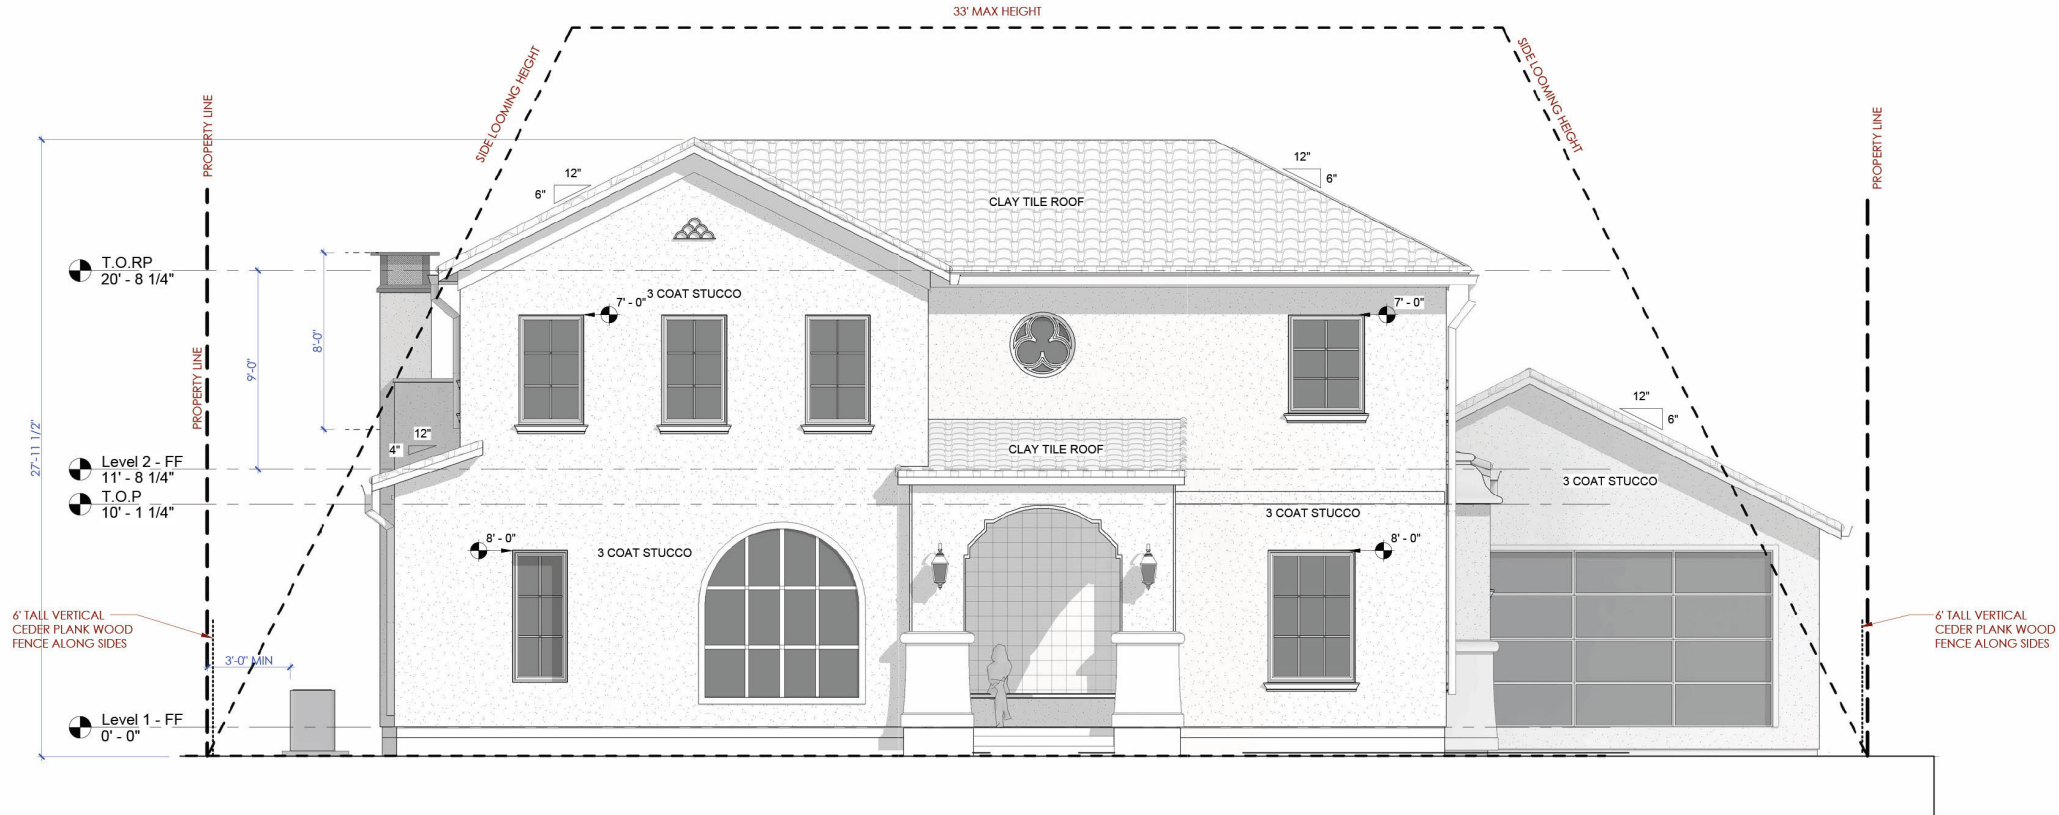 33' MAX HEIGHT
SIDE LOOMING HEIGHT
SIDE LOOMING HEIGHT
PROPERTY LINE
PROPERTY LINE
12"
6"
12"
6"
CLAY TILE ROOF
T.O.RP
20' - 8 1/4"
7' - 0"
3 COAT STUCCO
7' - 0"
8'-0"
9'-0"
PROPERTY LINE
27'-11 1/2"
12"
6"
12"
4"
CLAY TILE ROOF
Level 2 - FF
11' - 8 1/4"
3 COAT STUCCO
T.O.P
10' - 1 1/4"
3 COAT STUCCO
8' - 0"
3 COAT STUCCO
8' - 0"
6' TALL VERTICAL
CEDER PLANK WOOD
FENCE ALONG SIDES
6' TALL VERTICAL
CEDER PLANK WOOD
FENCE ALONG SIDES
3'-0" MIN
Level 1 - FF
0' - 0"